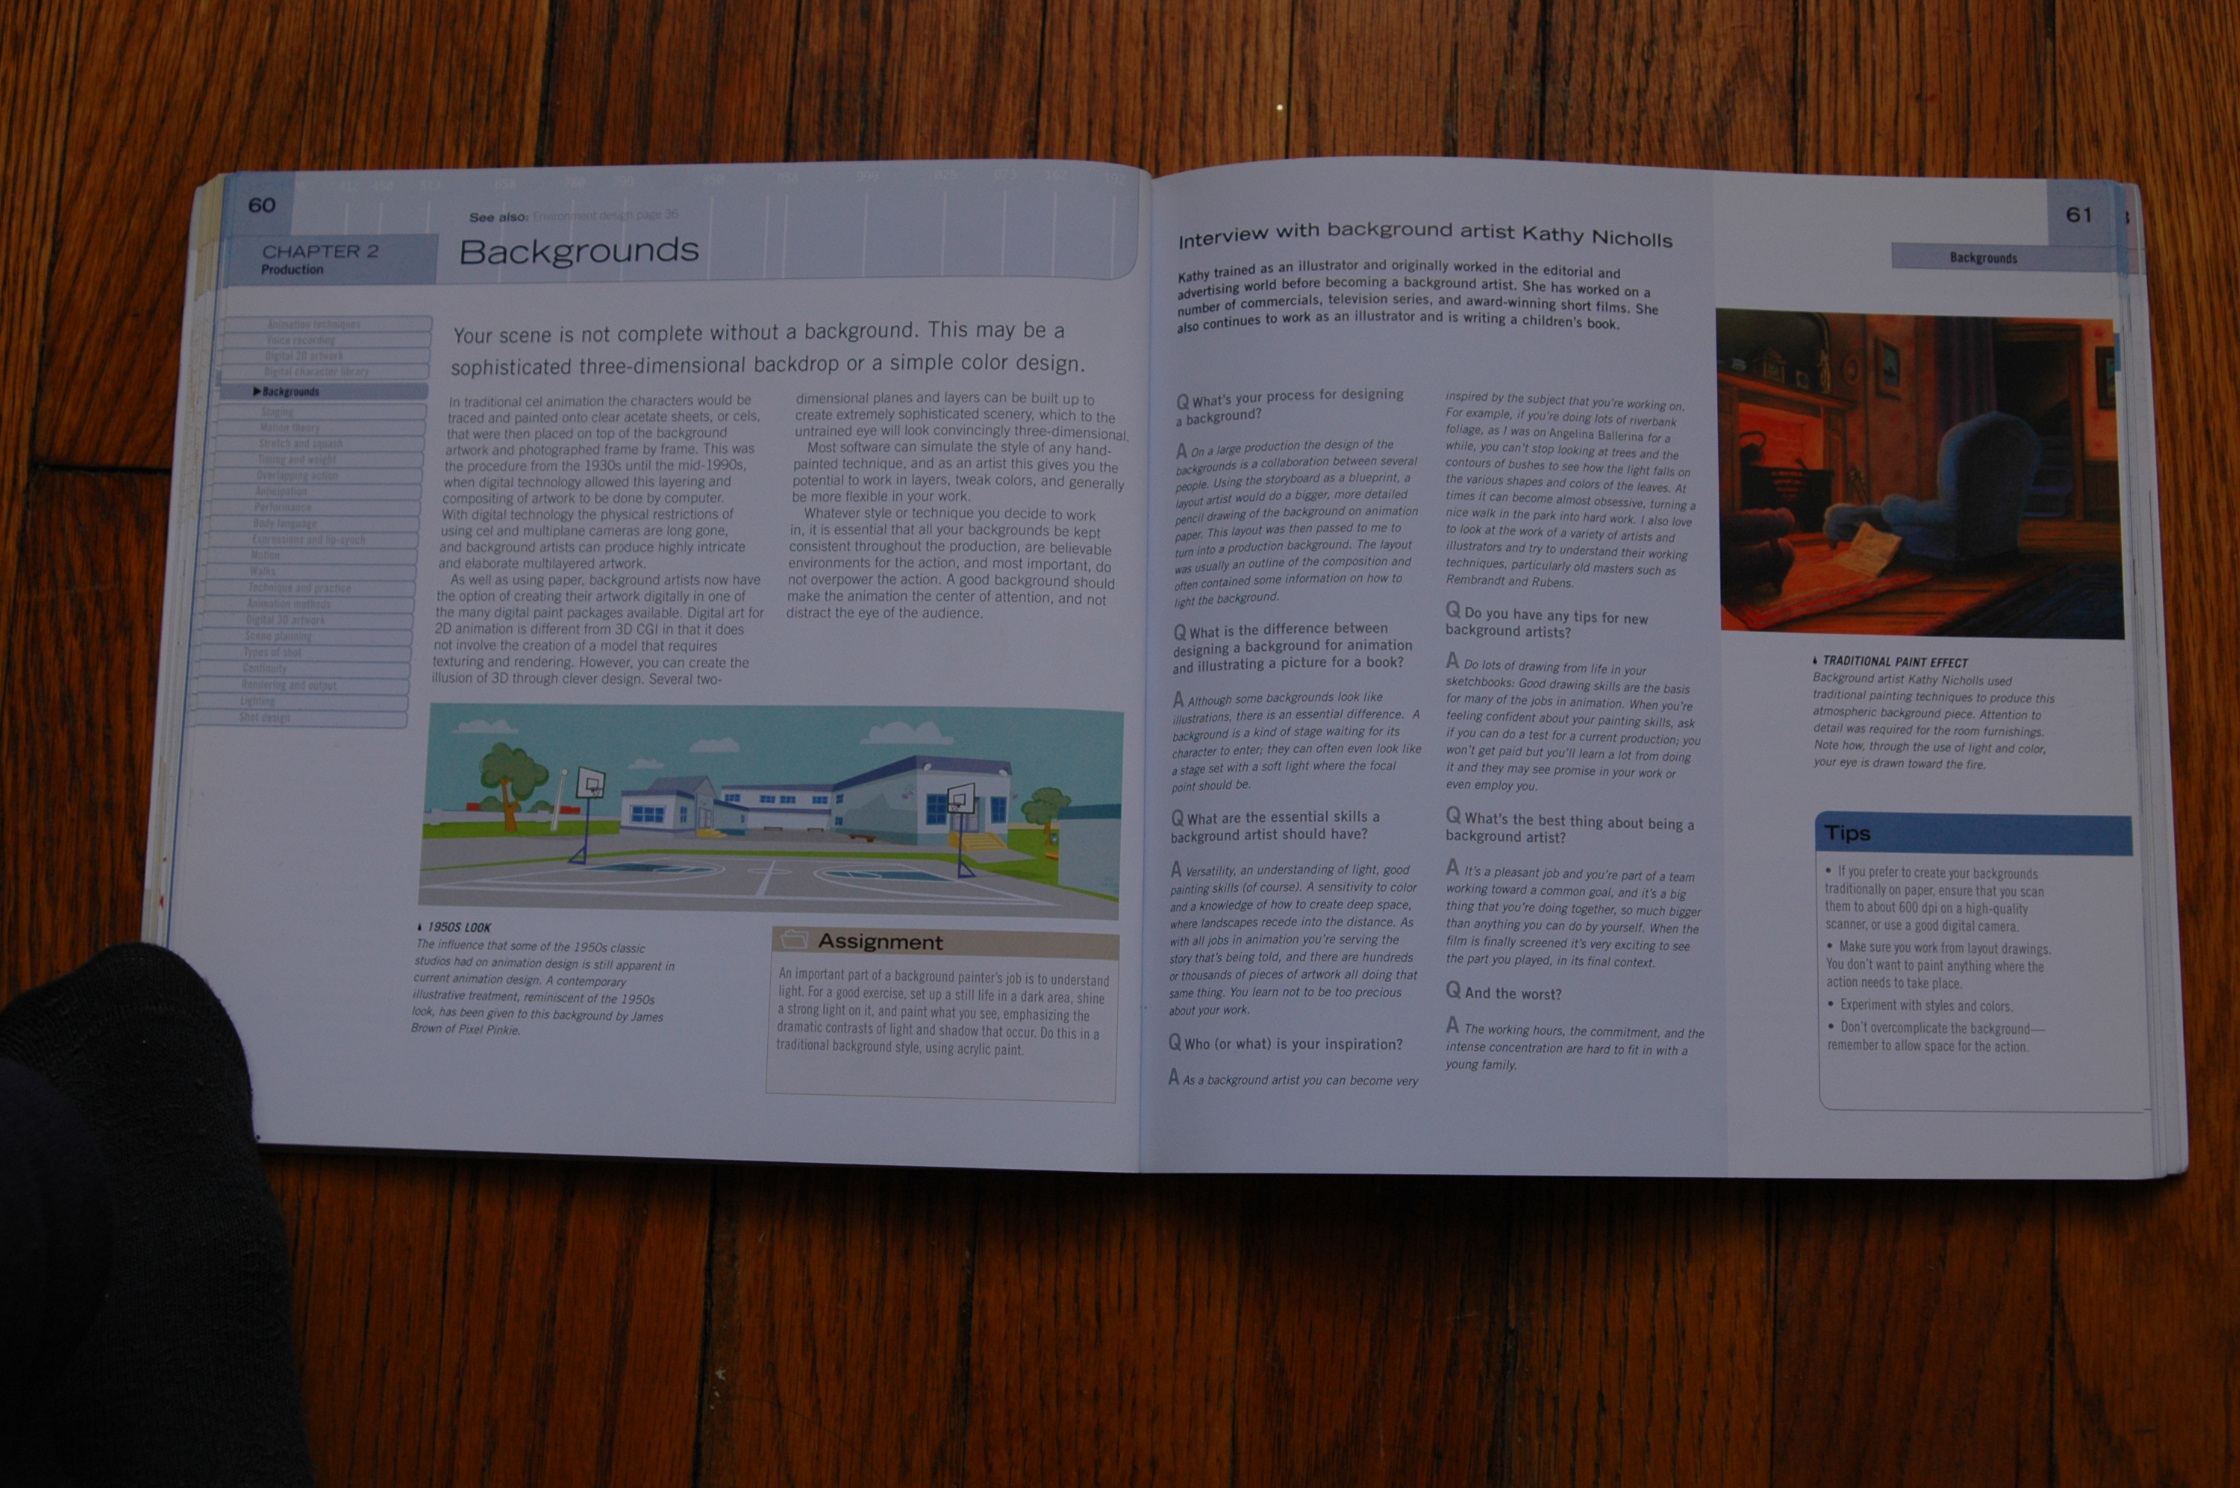 60
See also: Environment design page 36
CHAPTER 2
Production
Backgrounds
Animation techniques
Voice recording
Digital 2D artwork
Digital character library
Backgrounds
Staging
Motion theory
Stretch and squash
Timing and weight
Overlapping action
Anticipation
Performance
Body language
Expressions and lip-synch
Motion
Walks
Technique and practice
Animation methods
Digital 3D artwork
Scene planning
Types of shot
Continuity
Rendering and output
Lighting
Shot design
Your scene is not complete without a background. This may be a
sophisticated three-dimensional backdrop or a simple color design.
In traditional cel animation the characters would be
traced and painted onto clear acetate sheets, or cels,
that were then placed on top of the background
artwork and photographed frame by frame. This was
the procedure from the 1930s until the mid-1990s,
when digital technology allowed this layering and
compositing of artwork to be done by computer.
With digital technology the physical restrictions of
using cel and multiplane cameras are long gone,
and background artists can produce highly intricate
and elaborate multilayered artwork.
As well as using paper, background artists now have
the option of creating their artwork digitally in one of
the many digital paint packages available. Digital art for
2D animation is different from 3D CGI in that it does
not involve the creation of a model that requires
texturing and rendering. However, you can create the
illusion of 3D through clever design. Several two-
dimensional planes and layers can be built up to
create extremely sophisticated scenery, which to the
untrained eye will look convincingly three-dimensional.
Most software can simulate the style of any hand-
painted technique, and as an artist this gives you the
potential to work in layers, tweak colors, and generally
be more flexible in your work.
Whatever style or technique you decide to work
in, it is essential that all your backgrounds be kept
consistent throughout the production, are believable
environments for the action, and most important, do
not overpower the action. A good background should
make the animation the center of attention, and not
distract the eye of the audience.
1950S LOOK
The influence that some of the 1950s classic
studios had on animation design is still apparent in
current animation design. A contemporary
illustrative treatment, reminiscent of the 1950s
look, has been given to this background by James
Brown of Pixel Pinkie.
Assignment
An important part of a background painter's job is to understand
light. For a good exercise, set up a still life in a dark area, shine
a strong light on it, and paint what you see, emphasizing the
dramatic contrasts of light and shadow that occur. Do this in a
traditional background style, using acrylic paint.
Interview with background artist Kathy Nicholls
Kathy trained as an illustrator and originally worked in the editorial and
advertising world before becoming a background artist. She has worked on a
number of commercials, television series, and award-winning short films. She
also continues to work as an illustrator and is writing a children's book.
Q What's your process for designing
a background?
A On a large production the design of the
backgrounds is a collaboration between several
people. Using the storyboard as a blueprint, a
layout artist would do a bigger, more detailed
pencil drawing of the background on animation
paper. This layout was then passed to me to
turn into a production background. The layout
was usually an outline of the composition and
often contained some information on how to
light the background.
Q What is the difference between
designing a background for animation
and illustrating a picture for a book?
A Although some backgrounds look like
illustrations, there is an essential difference. A
background is a kind of stage waiting for its
character to enter; they can often even look like
a stage set with a soft light where the focal
point should be.
Q What are the essential skills a
background artist should have?
A Versatility, an understanding of light, good
painting skills (of course). A sensitivity to color
and a knowledge of how to create deep space,
where landscapes recede into the distance. As
with all jobs in animation you're serving the
story that's being told, and there are hundreds
or thousands of pieces of artwork all doing that
same thing. You learn not to be too precious
about your work.
Q Who (or what) is your inspiration?
A As a background artist you can become very
inspired by the subject that you're working on.
For example, if you're doing lots of riverbank
foliage, as I was on Angelina Ballerina for a
while, you can't stop looking at trees and the
contours of bushes to see how the light falls on
the various shapes and colors of the leaves. At
times it can become almost obsessive, turning a
nice walk in the park into hard work. I also love
to look at the work of a variety of artists and
illustrators and try to understand their working
techniques, particularly old masters such as
Rembrandt and Rubens.
Q Do you have any tips for new
background artists?
A Do lots of drawing from life in your
sketchbooks: Good drawing skills are the basis
for many of the jobs in animation. When you're
feeling confident about your painting skills, ask
if you can do a test for a current production; you
won't get paid but you'll learn a lot from doing
it and they may see promise in your work or
even employ you.
Q What's the best thing about being a
background artist?
A It's a pleasant job and you're part of a team
working toward a common goal, and it's a big
thing that you're doing together, so much bigger
than anything you can do by yourself. When the
film is finally screened it's very exciting to see
the part you played, in its final context.
Q And the worst?
A The working hours, the commitment, and the
intense concentration are hard to fit in with a
young family.
61
Backgrounds
TRADITIONAL PAINT EFFECT
Background artist Kathy Nicholls used
traditional painting techniques to produce this
atmospheric background piece. Attention to
detail was required for the room furnishings.
Note how, through the use of light and color,
your eye is drawn toward the fire.
Tips
• If you prefer to create your backgrounds
traditionally on paper, ensure that you scan
them to about 600 dpi on a high-quality
scanner, or use a good digital camera.
• Make sure you work from layout drawings.
You don't want to paint anything where the
action needs to take place.
• Experiment with styles and colors.
• Don't overcomplicate the background—
remember to allow space for the action.